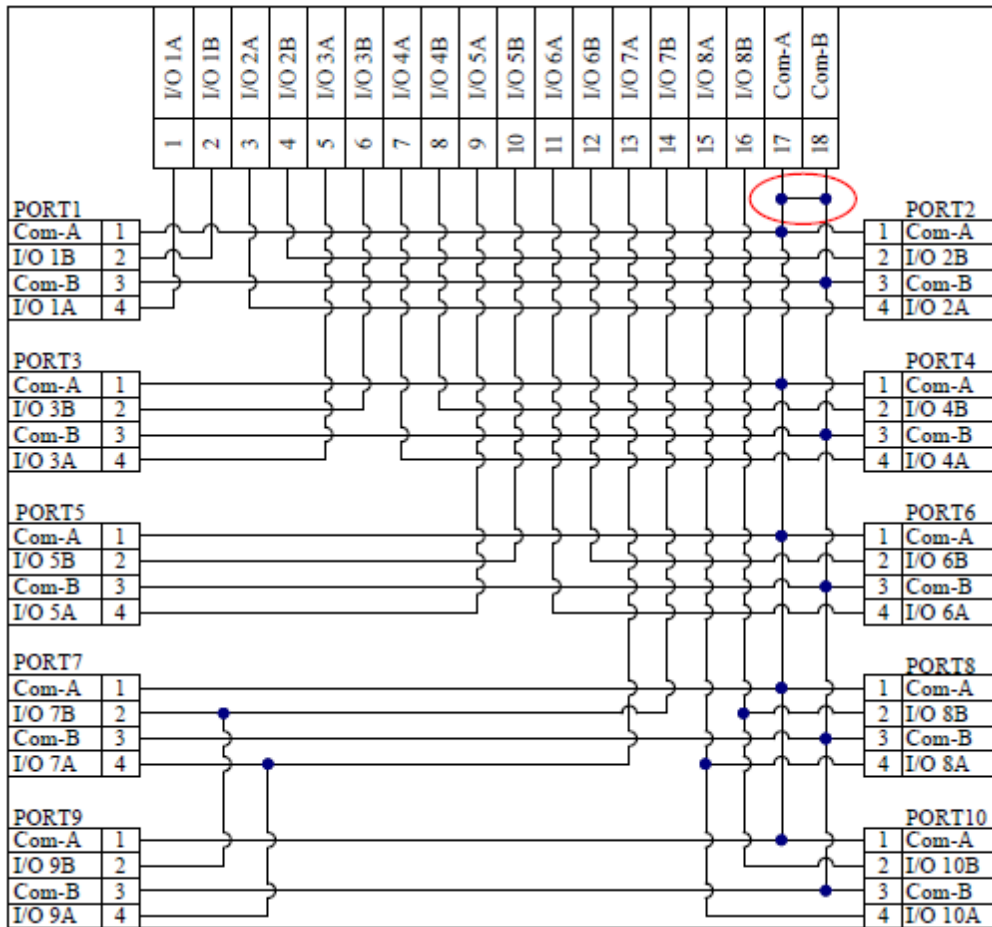 I/O 1A I/O 1B I/O 2A I/O 2B I/O 3A I/O 3B I/O 4A I/O 4B I/O 5A I/O 5B I/O 6A I/O 6B I/O 7A I/O 7B I/O 8A I/O 8B Com-A Com-B
1 2 3 4 5 6 7 8 9 10 11 12 13 14 15 16 17 18
PORT1 PORT2
Com-A 1 1 Com-A
I/O 1B 2 2 I/O 2B
Com-B 3 3 Com-B
I/O 1A 4 4 I/O 2A
PORT3 PORT4
Com-A 1 1 Com-A
I/O 3B 2 2 I/O 4B
Com-B 3 3 Com-B
I/O 3A 4 4 I/O 4A
PORT5 PORT6
Com-A 1 1 Com-A
I/O 5B 2 2 I/O 6B
Com-B 3 3 Com-B
I/O 5A 4 4 I/O 6A
PORT7 PORT8
Com-A 1 1 Com-A
I/O 7B 2 2 I/O 8B
Com-B 3 3 Com-B
I/O 7A 4 4 I/O 8A
PORT9 PORT10
Com-A 1 1 Com-A
I/O 9B 2 2 I/O 10B
Com-B 3 3 Com-B
I/O 9A 4 4 I/O 10A